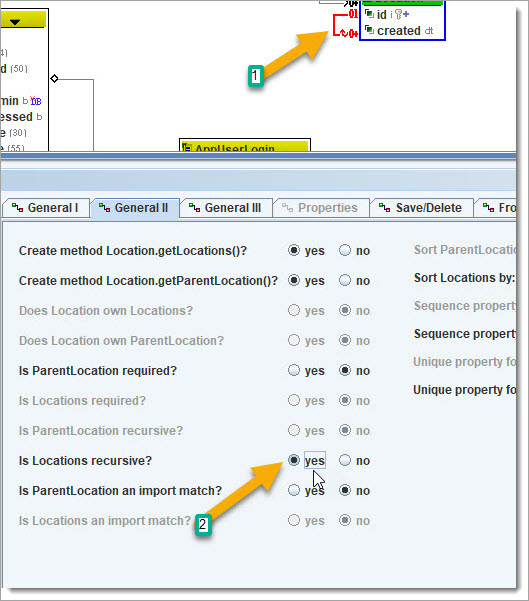 01
id i
0+
created dt
1
4)
d (50)
min b
essed b
e (30)
e (55)
AppUserLogin
General I
General II
General III
Properties
Save/Delete
Fro
Create method Location.getLocations()? yes no
Sort ParentLocatio
Create method Location.getParentLocation()? yes no
Sort Locations by:
Does Location own Locations? yes no
Sequence property
Does Location own ParentLocation? yes no
Sequence property
Is ParentLocation required? yes no
Unique property fo
Is Locations required? yes no
Unique property fo
Is ParentLocation recursive? yes no
Is Locations recursive? yes no
Is ParentLocation an import match? yes no
Is Locations an import match? yes no
2